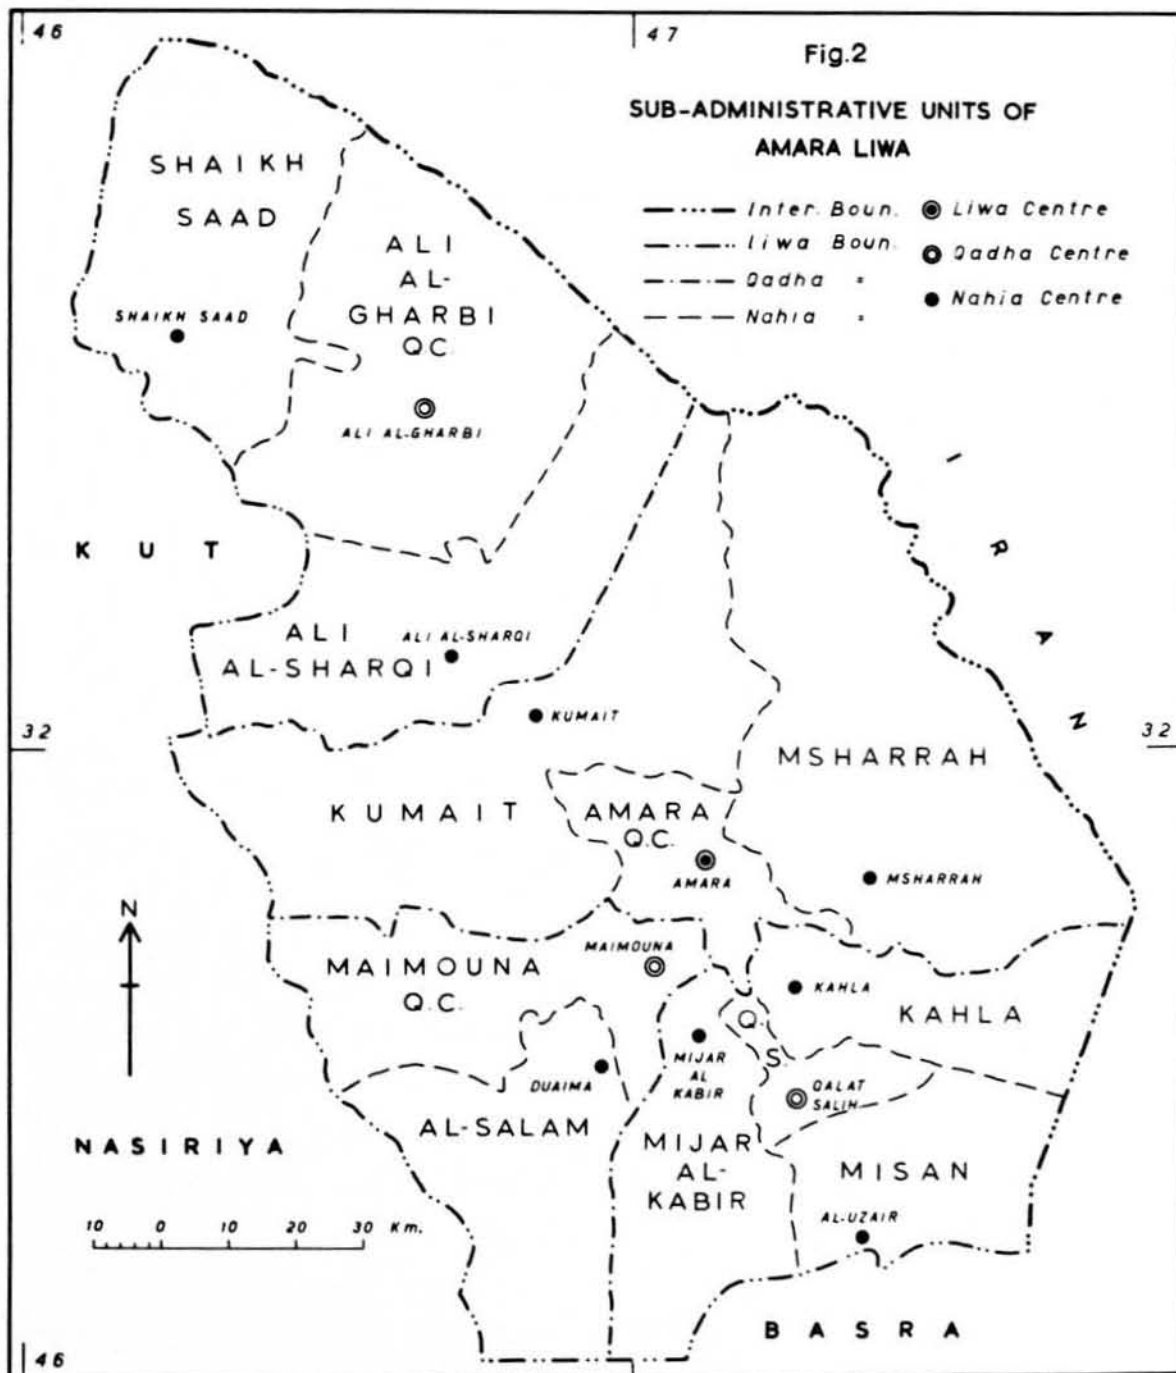 46
47
Fig.2
SUB-ADMINISTRATIVE UNITS OF
AMARA LIWA
Inter. Boun.
Liwa Boun.
Qadha "
Nahia "
Liwa Centre
Qadha Centre
Nahia Centre
SHAIKH
SAAD
SHAIKH SAAD
ALI
AL-
GHARBI
Q.C.
ALI AL-GHARBI
IRAN
KUT
ALI
AL-SHARQI
ALI AL-SHARQI
KUMAIT
32
32
MSHARRAH
KUMAIT
AMARA
Q.C.
AMARA
MSHARRAH
N
MAIMOUNA
MAIMOUNA
Q.C.
KAHLA
KAHLA
Q.
S.
MIJAR
AL
KABIR
DUAIMA
QALAT
SALIH
AL-SALAM
NASIRIYA
MIJAR
AL-
KABIR
MISAN
AL-UZAIR
10 0 10 20 30 Km.
BASRA
46